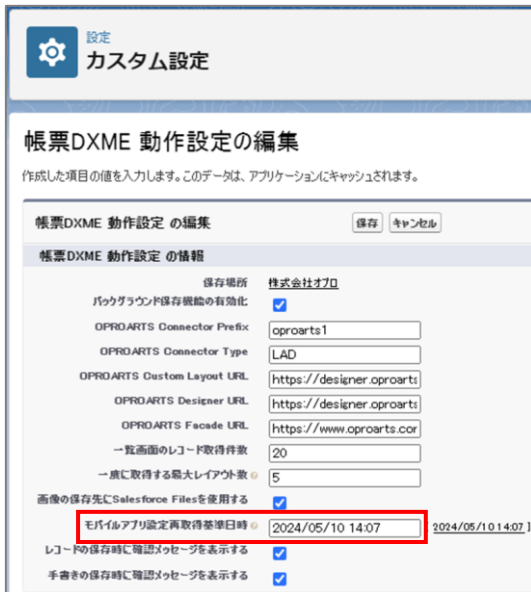 設定
カスタム設定
帳票DXME 動作設定の編集
作成した項目の値を入力します。このデータは、アプリケーションにキャッシュされます。
帳票DXME 動作設定 の編集 保存 キャンセル
帳票DXME 動作設定 の情報
保存場所 株式会社オプロ
バックグラウンド保存機能の有効化
OPROARTS Connector Prefix oproarts1
OPROARTS Connector Type LAD
OPROARTS Custom Layout URL https://designer.oproarts
OPROARTS Designer URL https://designer.oproarts
OPROARTS Facade URL https://www.oproarts.cor
一覧画面のレコード取得件数 20
一度に取得する最大レイアウト数 5
画像の保存先にSalesforce Filesを使用する
モバイルアプリ設定再取得基準日時 2024/05/10 14:07 [ 2024/05/10 14:07 ]
レコードの保存時に確認メッセージを表示する
手書きの保存時に確認メッセージを表示する